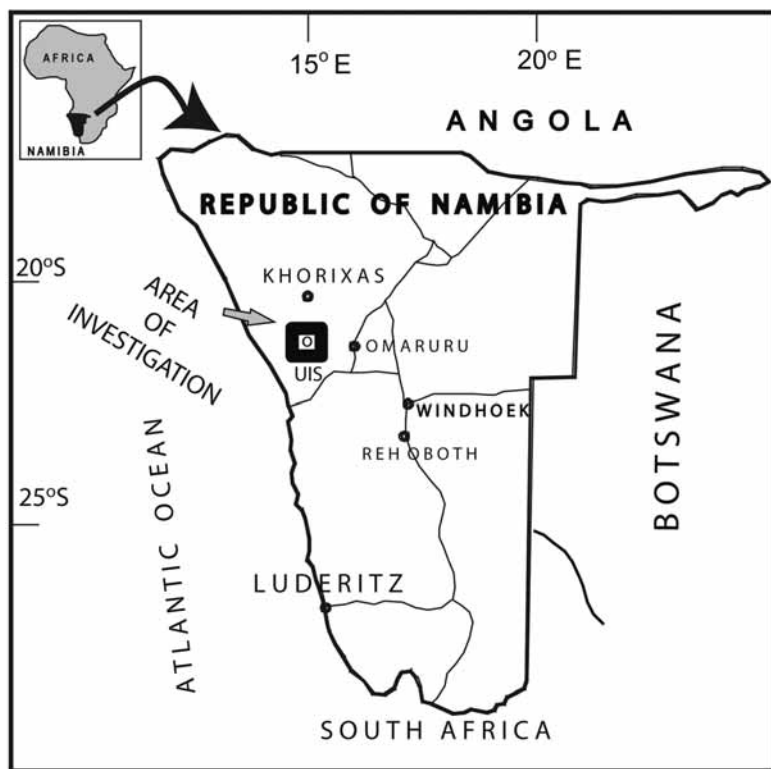 AFRICA
NAMIBIA
15° E
20° E
ANGOLA
REPUBLIC OF NAMIBIA
20°S
KHORIXAS
AREA
OF
INVESTIGATION
O
OMARURU
UIS
WINDHOEK
REHOBOTH
BOTSWANA
ATLANTIC OCEAN
25°S
LUDERITZ
SOUTH AFRICA